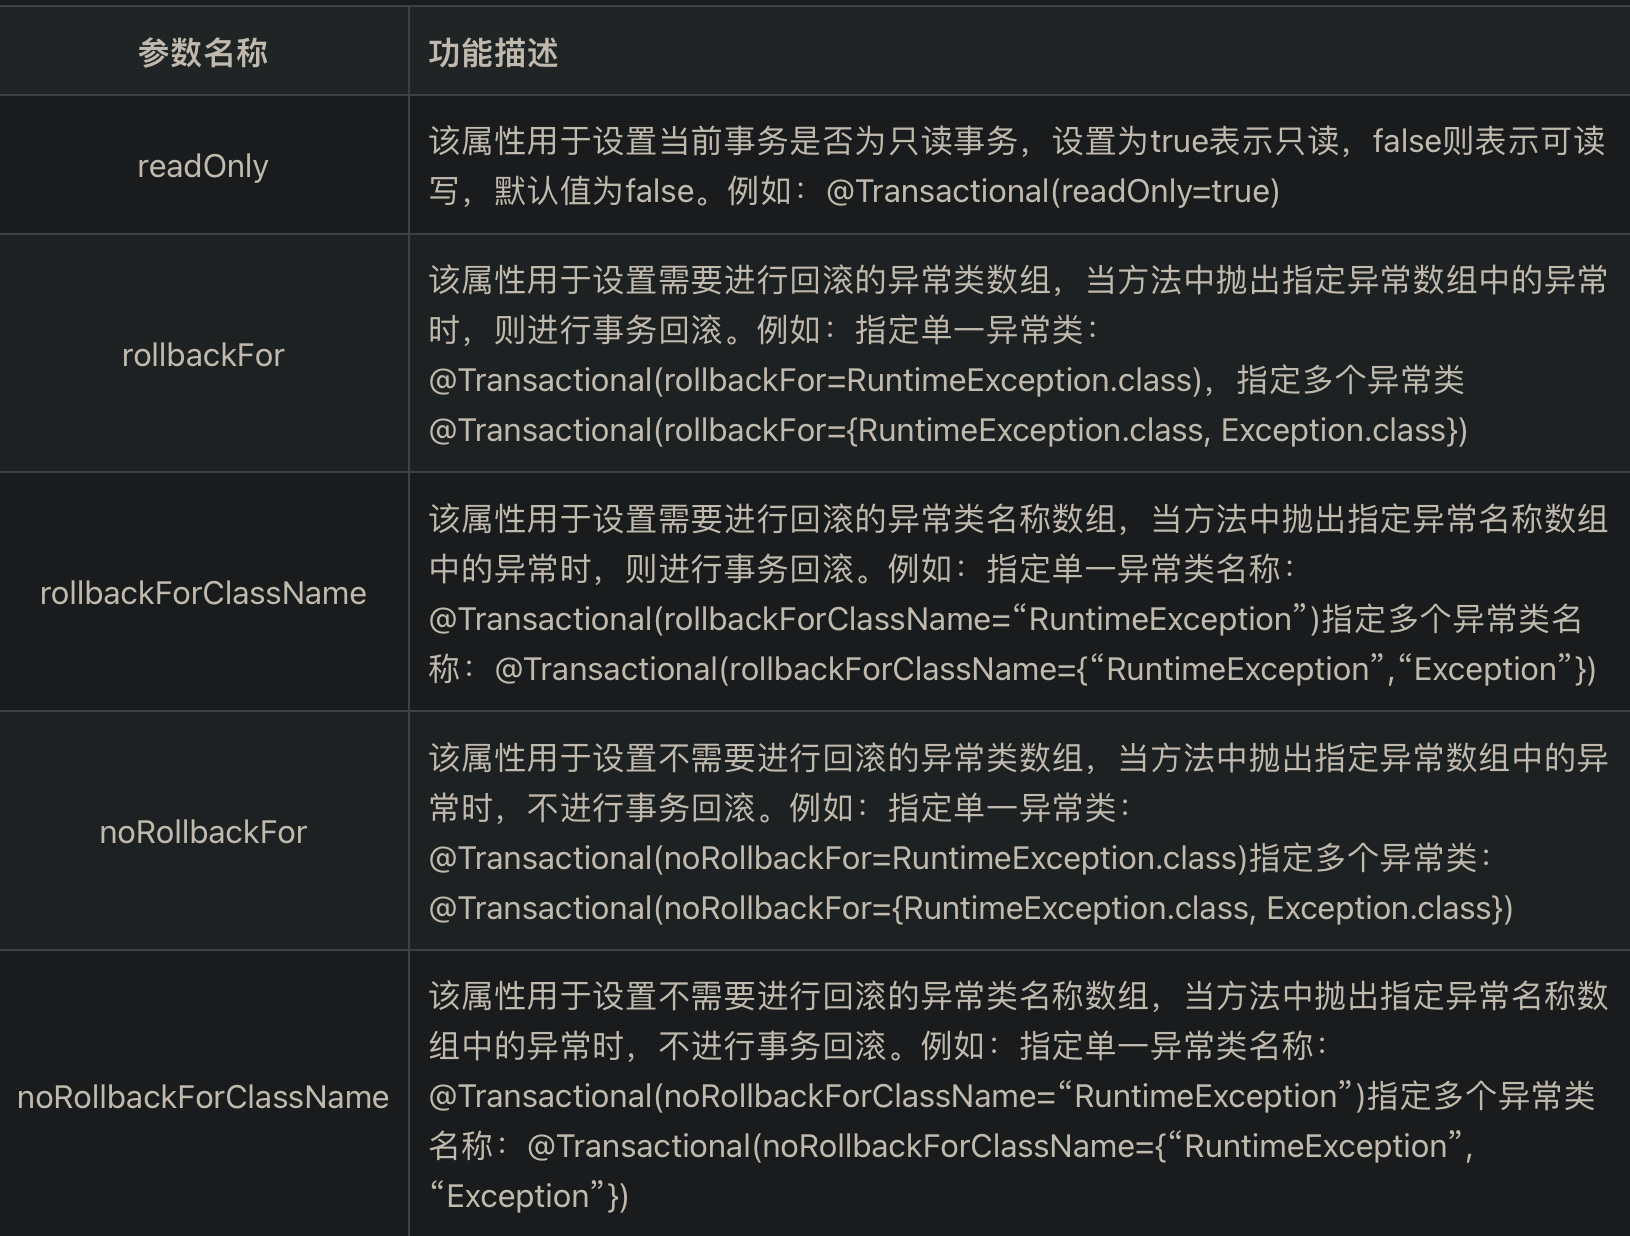 参数名称
功能描述
readOnly
该属性用于设置当前事务是否为只读事务，设置为true表示只读，false则表示可读
写，默认值为false。例如：@Transactional(readOnly=true)
rollbackFor
该属性用于设置需要进行回滚的异常类数组，当方法中抛出指定异常数组中的异常
时，则进行事务回滚。例如：指定单一异常类：
@Transactional(rollbackFor=RuntimeException.class)，指定多个异常类
@Transactional(rollbackFor={RuntimeException.class, Exception.class})
rollbackForClassName
该属性用于设置需要进行回滚的异常类名称数组，当方法中抛出指定异常名称数组
中的异常时，则进行事务回滚。例如：指定单一异常类名称：
@Transactional(rollbackForClassName=“RuntimeException”)指定多个异常类名
称：@Transactional(rollbackForClassName={“RuntimeException”,“Exception”})
noRollbackFor
该属性用于设置不需要进行回滚的异常类数组，当方法中抛出指定异常数组中的异
常时，不进行事务回滚。例如：指定单一异常类：
@Transactional(noRollbackFor=RuntimeException.class)指定多个异常类：
@Transactional(noRollbackFor={RuntimeException.class, Exception.class})
noRollbackForClassName
该属性用于设置不需要进行回滚的异常类名称数组，当方法中抛出指定异常名称数
组中的异常时，不进行事务回滚。例如：指定单一异常类名称：
@Transactional(noRollbackForClassName=“RuntimeException”)指定多个异常类
名称：@Transactional(noRollbackForClassName={“RuntimeException”,
“Exception”})